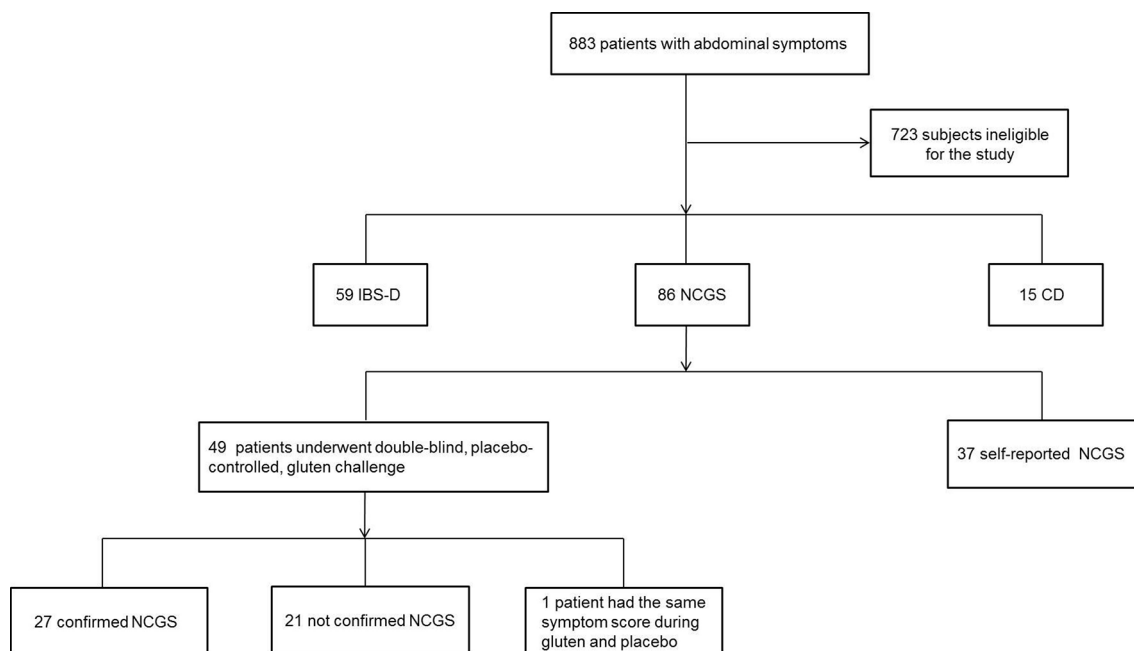 883 patients with abdominal symptoms
723 subjects ineligible
for the study
59 IBS-D
86 NCGS
15 CD
49 patients underwent double-blind, placebo-
controlled, gluten challenge
37 self-reported NCGS
27 confirmed NCGS
21 not confirmed NCGS
1 patient had the same
symptom score during
gluten and placebo